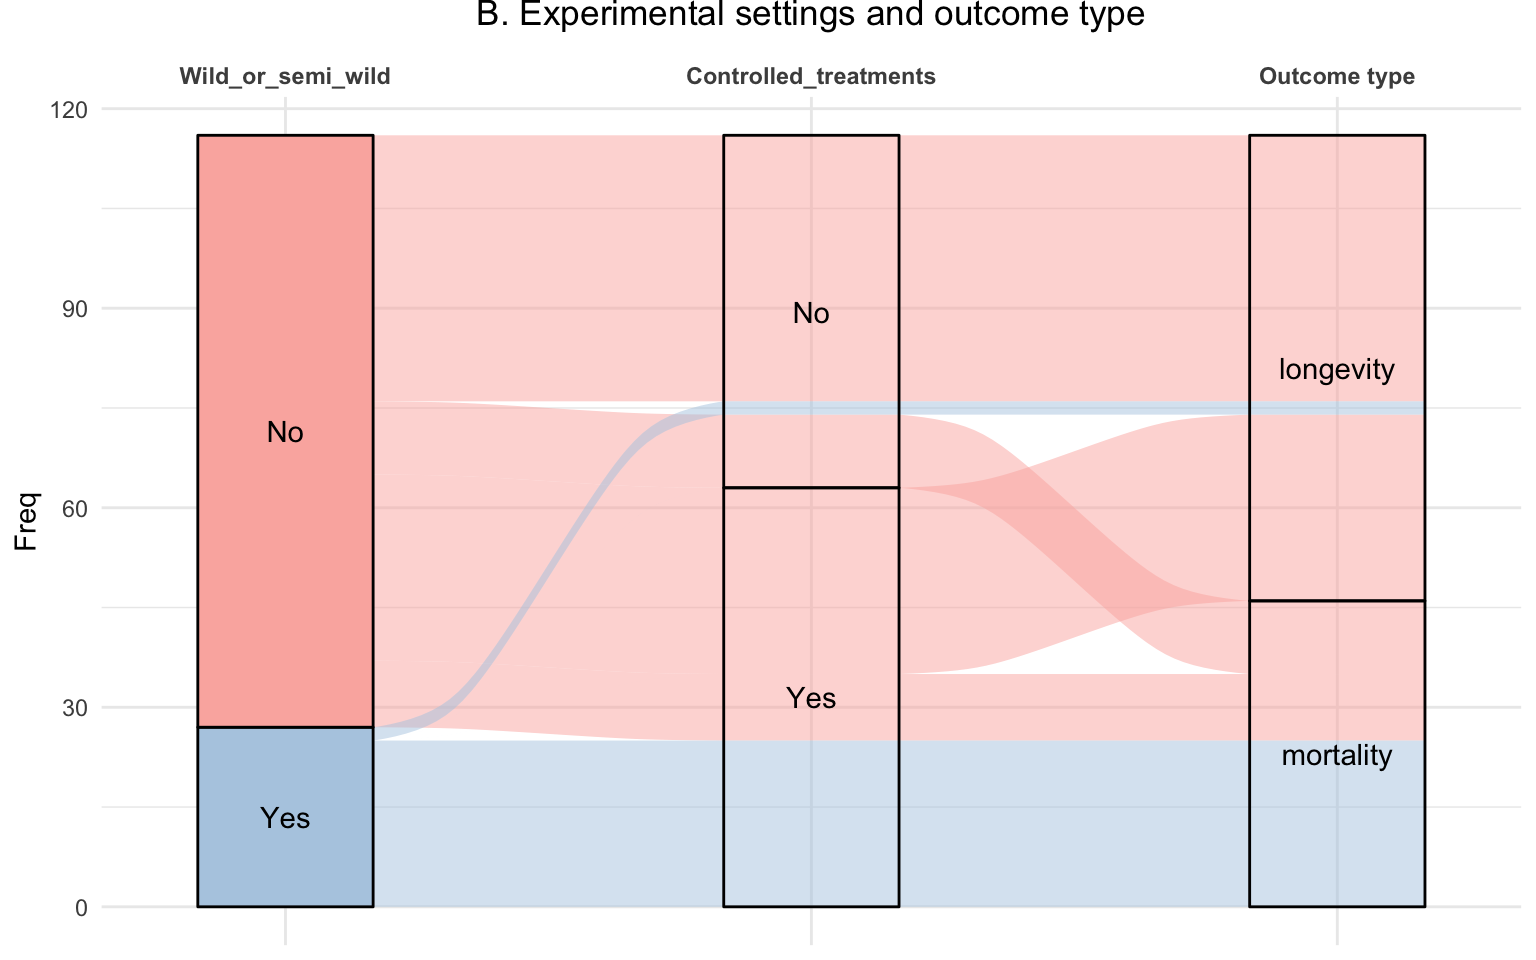 B. Experimental settings and outcome type
Wild_or_semi_wild Controlled_treatments Outcome type
120
90
60
30
0
Freq
No
Yes
No
Yes
longevity
mortality